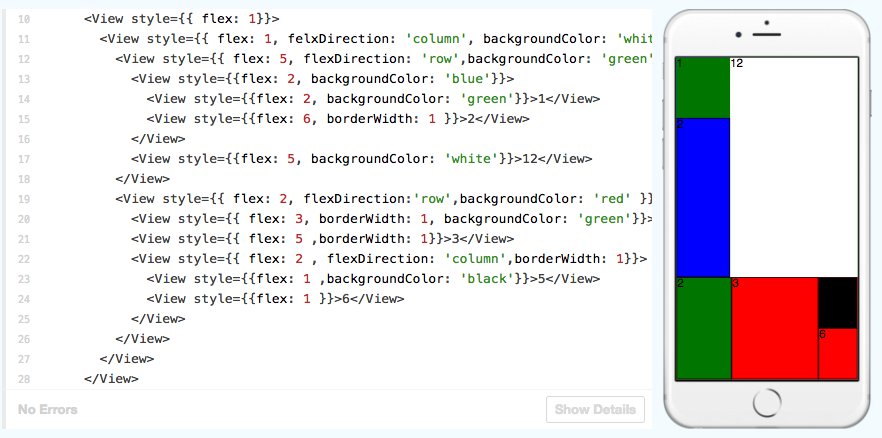 10 <View style={{ flex: 1}}>
11 <View style={{ flex: 1, felxDirection: 'column', backgroundColor: 'whit
12 <View style={{ flex: 5, flexDirection: 'row',backgroundColor: 'green'
13 <View style={{flex: 2, backgroundColor: 'blue'}}>
14 <View style={{flex: 2, backgroundColor: 'green'}}>1</View>
15 <View style={{flex: 6, borderWidth: 1 }}>2</View>
16 </View>
17 <View style={{flex: 5, backgroundColor: 'white'}}>12</View>
18 </View>
19 <View style={{ flex: 2, flexDirection:'row',backgroundColor: 'red' }}
20 <View style={{ flex: 3, borderWidth: 1, backgroundColor: 'green'}}>
21 <View style={{ flex: 5 ,borderWidth: 1}}>3</View>
22 <View style={{ flex: 2 , flexDirection: 'column',borderWidth: 1}}>
23 <View style={{flex: 1 ,backgroundColor: 'black'}}>5</View>
24 <View style={{flex: 1 }}>6</View>
25 </View>
26 </View>
27 </View>
28 </View>
No Errors Show Details
1 12
2
2 3
6